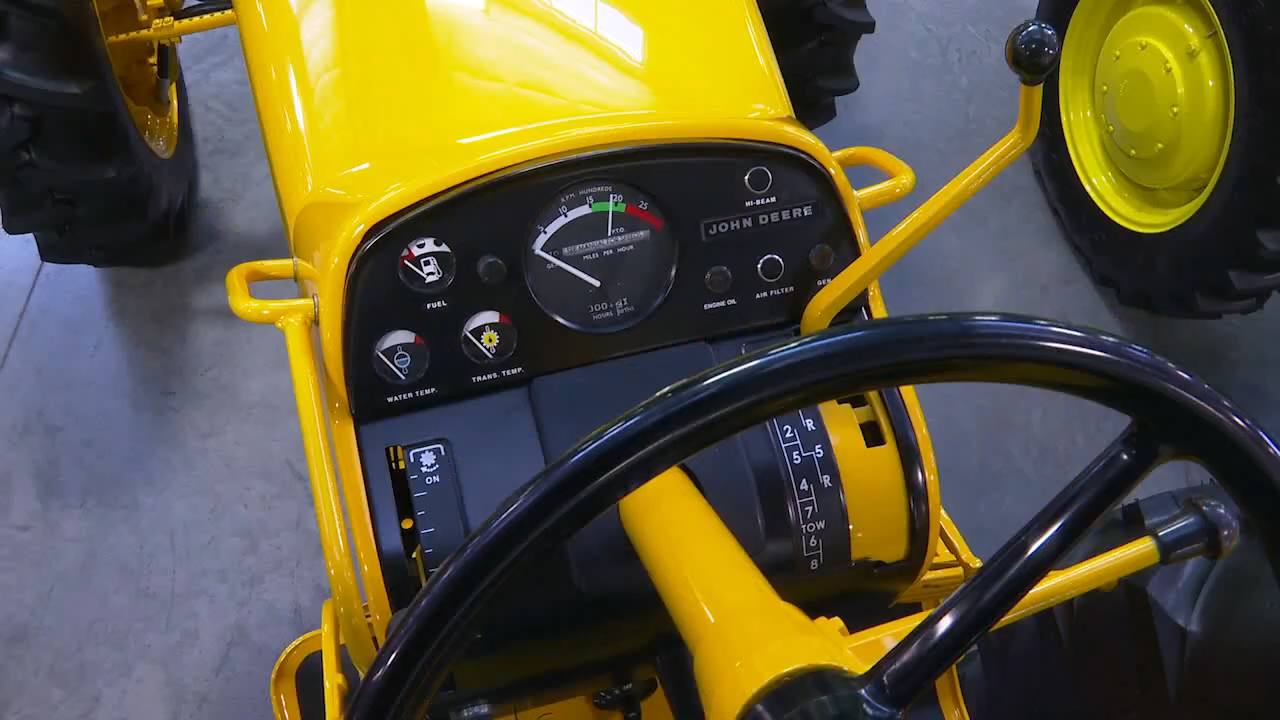 R.P.M. HUNDREDS
5 10 15 20 25
P.T.O.
MILES PER HOUR
HOURS
HI-BEAM
JOHN DEERE
FUEL
ENGINE OIL
AIR FILTER
GEN
WATER TEMP.
TRANS. TEMP.
ON
2 R
5 5
4 R
7
TOW
6
8